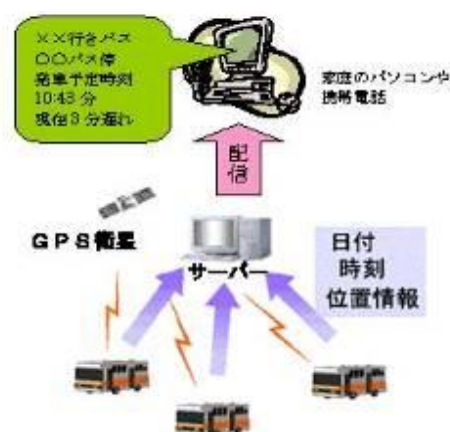 ××行きバス
〇〇バス停
発車予定時刻
10:43分
現在3分遅れ
家庭のパソコンや
携帯電話
配信
GPS衛星
サーバー
日付
時刻
位置情報